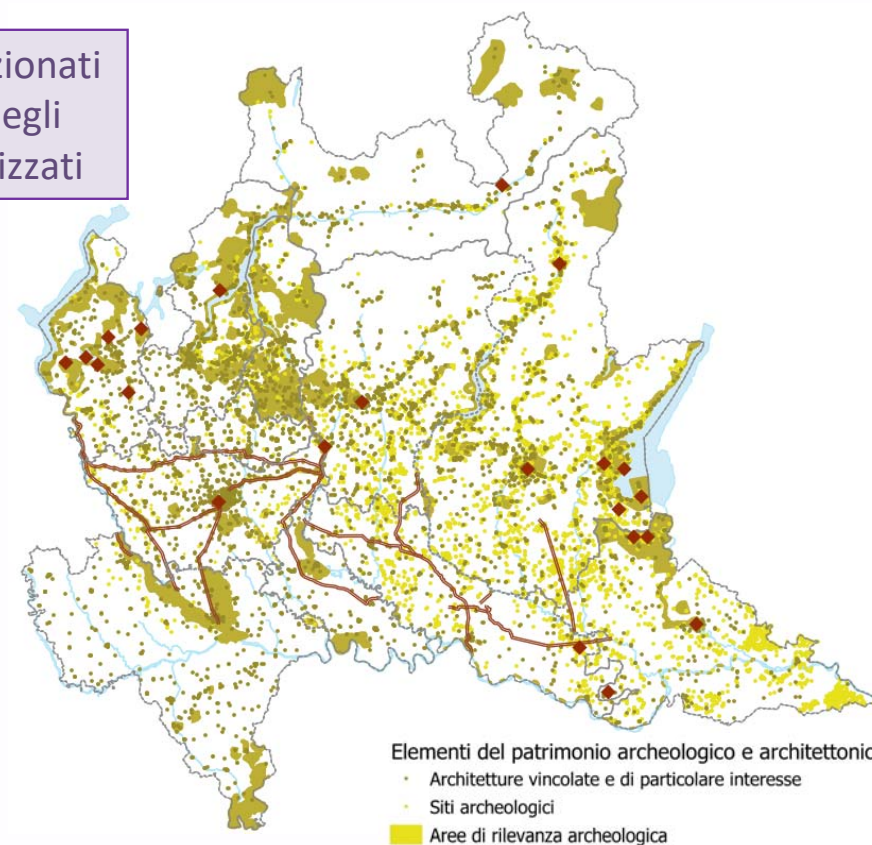 zionati
egli
izzati
Elementi del patrimonio archeologico e architettonic
Architetture vincolate e di particolare interesse
Siti archeologici
Aree di rilevanza archeologica